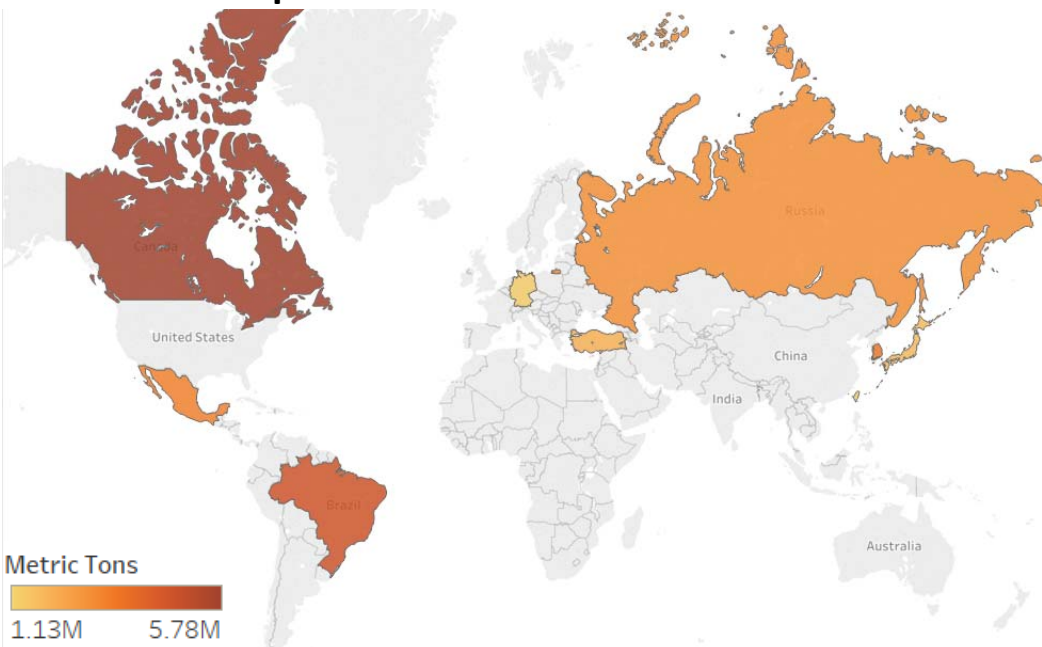 Canada
Russia
United States
China
India
Brazil
Australia
Metric Tons
1.13M 5.78M